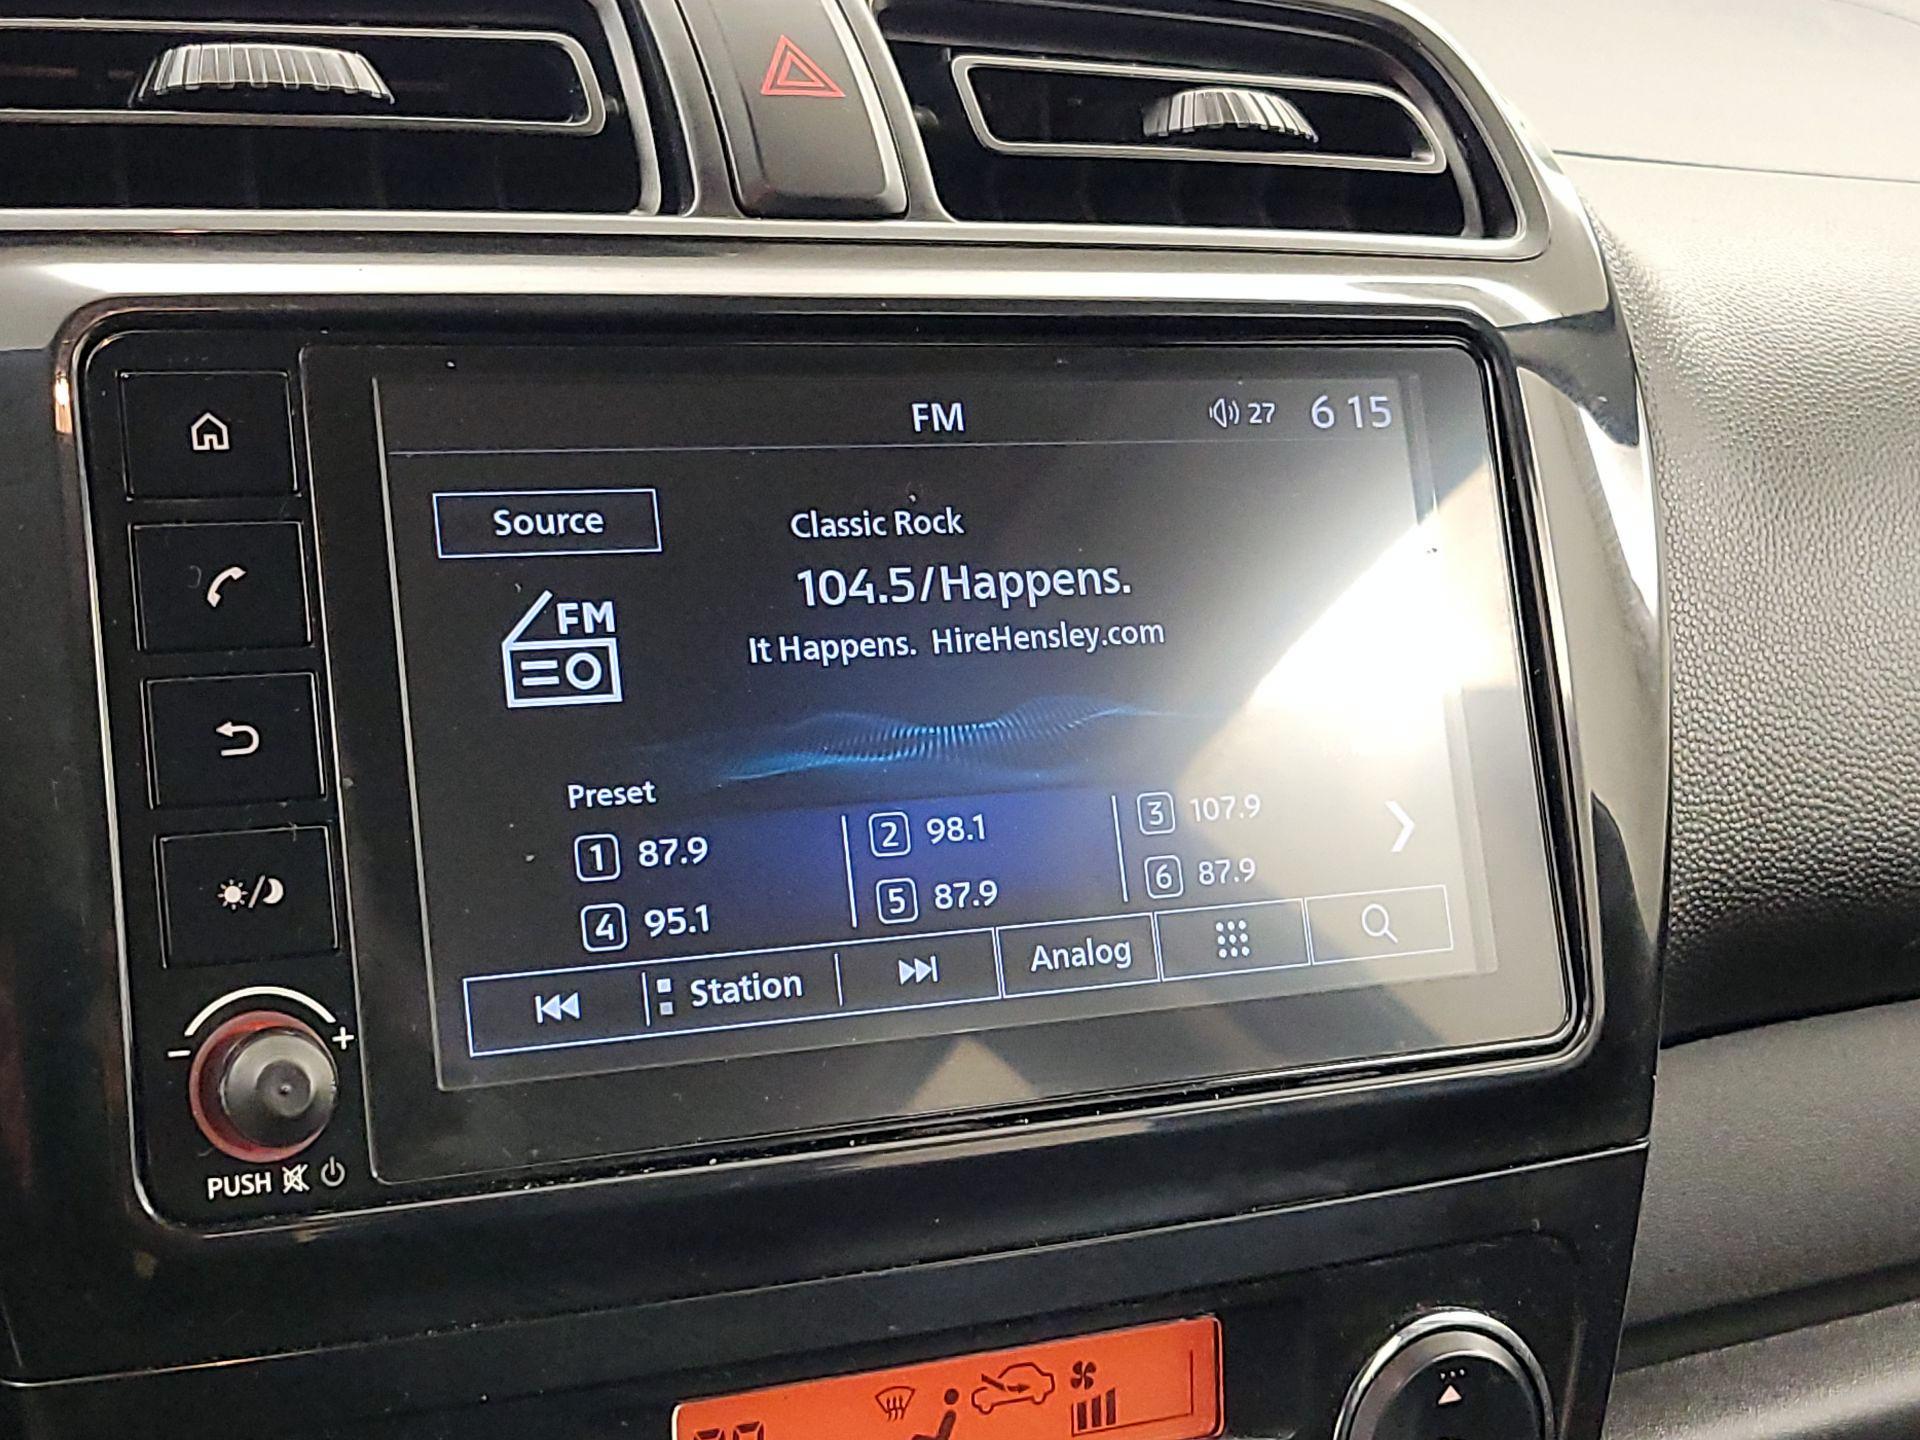 FM 27 6 15
Source
Classic Rock
104.5/Happens.
It Happens. HireHensley.com
FM
Preset
1 87.9 2 98.1 3 107.9
4 95.1 5 87.9 6 87.9
Station Analog
- +
PUSH